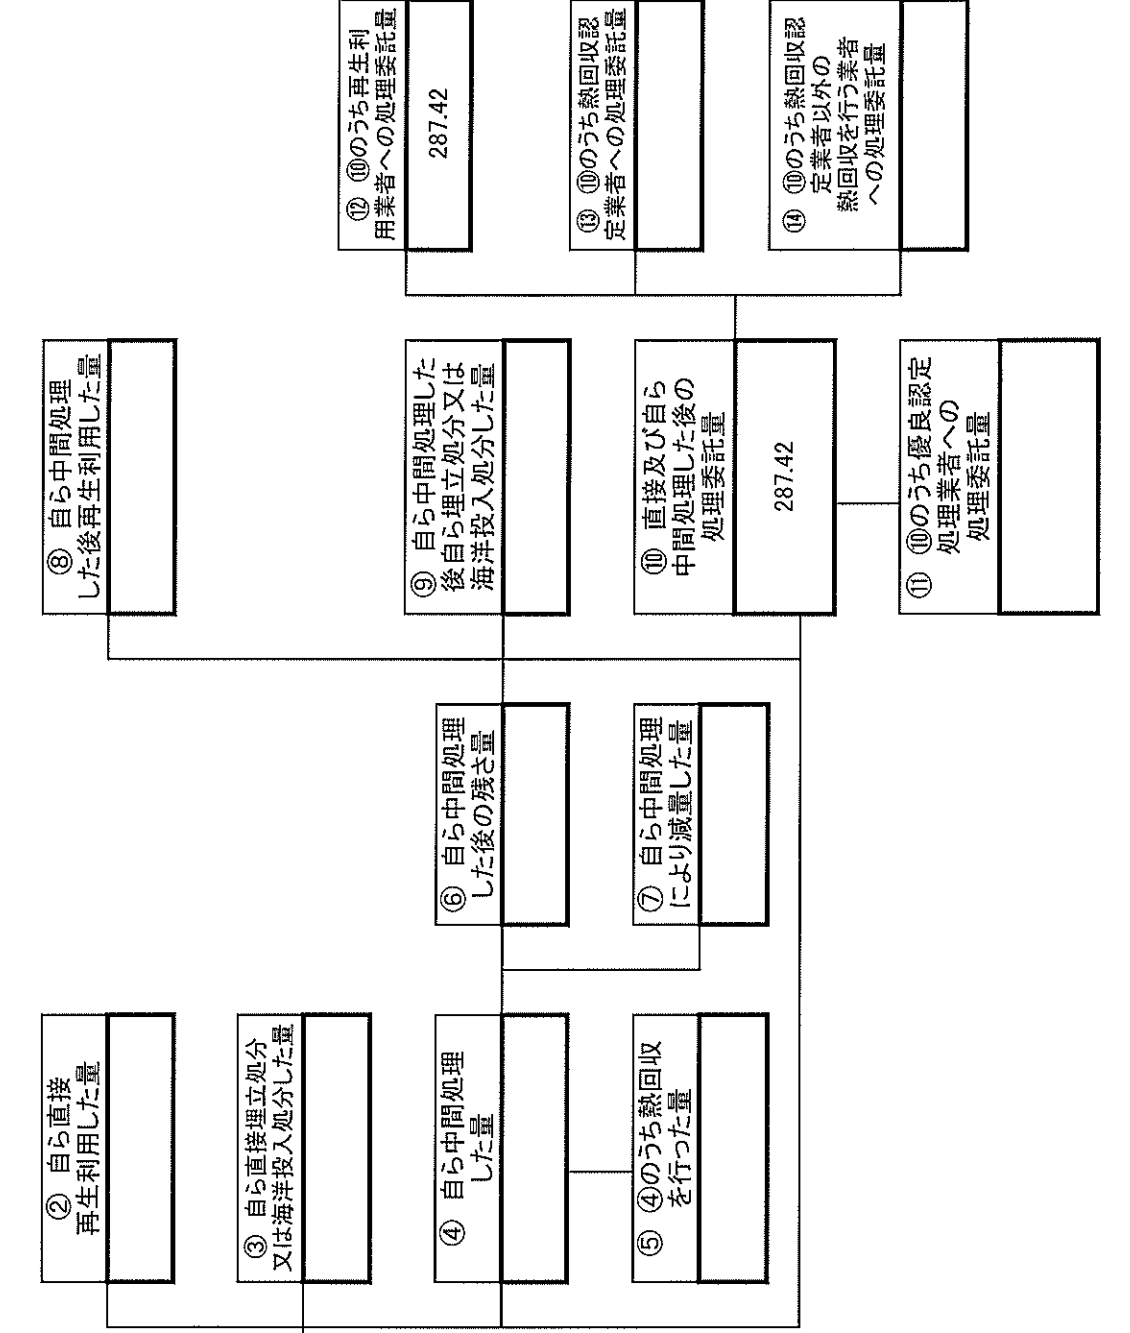 ② 自ら直接
再生利用した量
③ 自ら直接埋立処分
又は海洋投入処分した量
④ 自ら中間処理
した量
⑤ ④のうち熱回収
を行った量
⑥ 自ら中間処理
した後の残さ量
⑦ 自ら中間処理
により減量した量
⑧ 自ら中間処理
した後再生利用した量
⑨ 自ら中間処理した
後自ら埋立処分又は
海洋投入処分した量
⑩ 直接及び自ら
中間処理した後の
処理委託量
287.42
⑪ ⑩のうち優良認定
処理業者への
処理委託量
⑫ ⑩のうち再生利
用業者への処理委託量
287.42
⑬ ⑩のうち熱回収認
定業者への処理委託量
⑭ ⑩のうち熱回収認
定業者以外の
熱回収を行う業者
への処理委託量